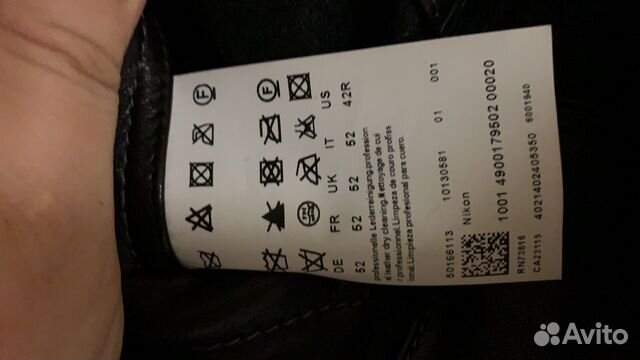 DE FR UK IT US
52 52 52 52 42R
professionelle Lederreinigung.profession
al leather dry cleaning.Nettoyage de cui
r professionnel.Limpeza de couro profiss
ional.Limpieza profesional para cuero.
50166113 10130581 01 001
Nikon
1001 4900179502 00020
RN73616
CA23115 4021402405350 6001940
Avito